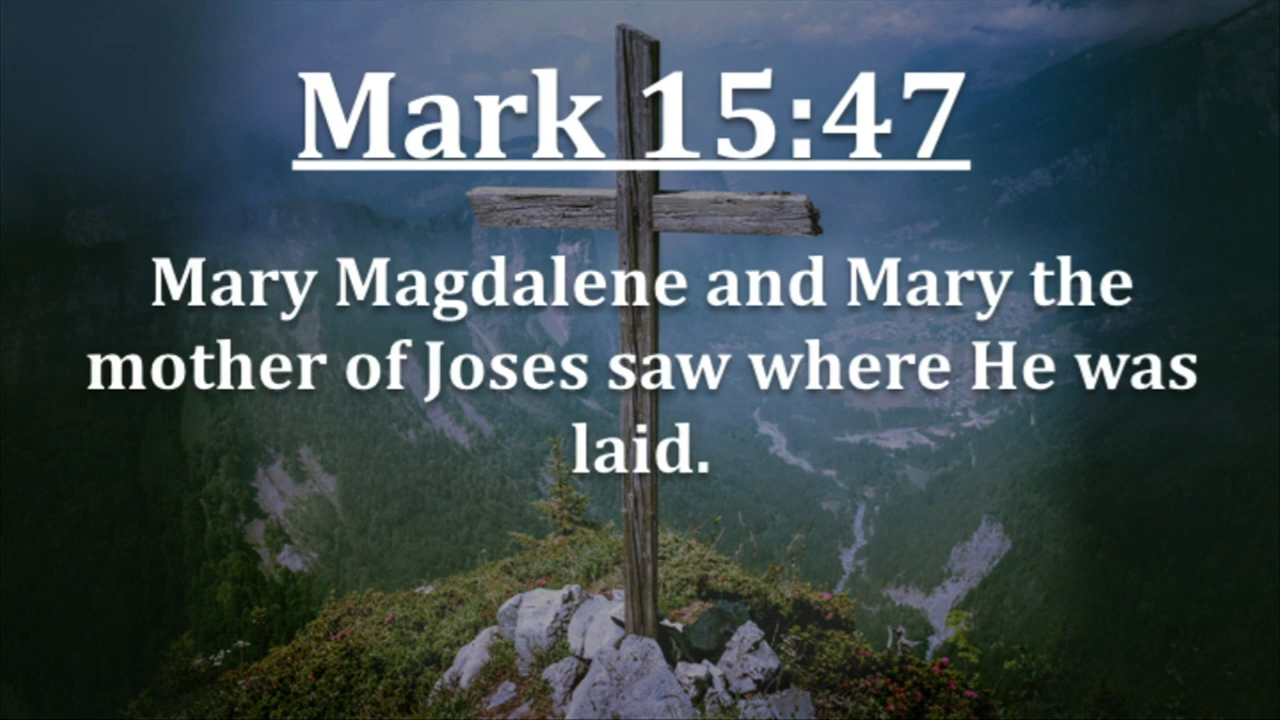 Mark 15:47
Mary Magdalene and Mary the
mother of Joses saw where He was
laid.